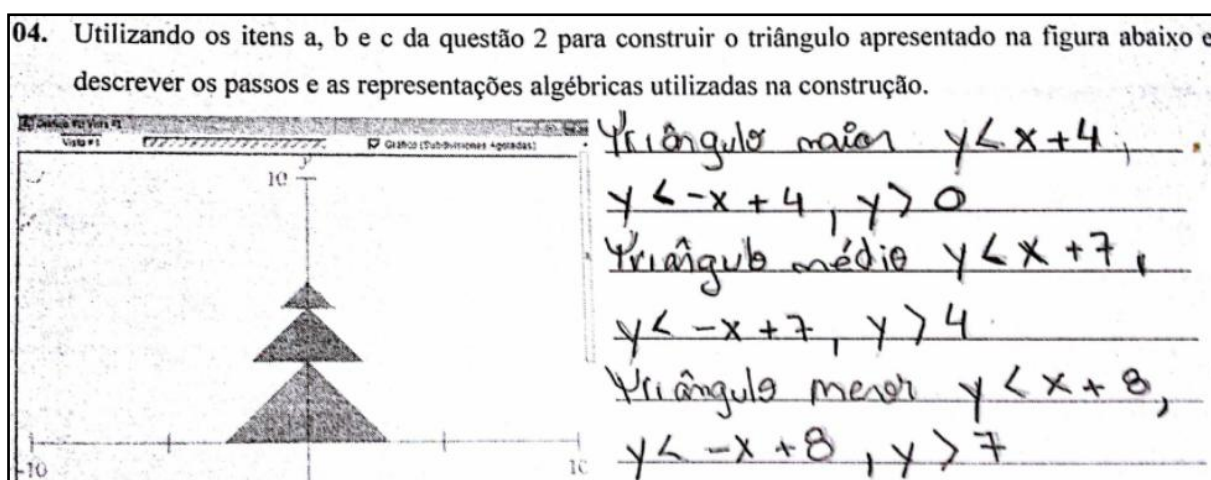 04. Utilizando os itens a, b e c da questão 2 para construir o triângulo apresentado na figura abaixo e
descrever os passos e as representações algébricas utilizadas na construção.
Vista #1
Gráfico (Subdivisiones Agotadas)
y
10
-10
10
Triângulo maior y < x + 4,
y < -x + 4, y > 0
Triângulo médio y < x + 7,
y < -x + 7, y > 4
Triângulo menor y < x + 8,
y < -x + 8, y > 7